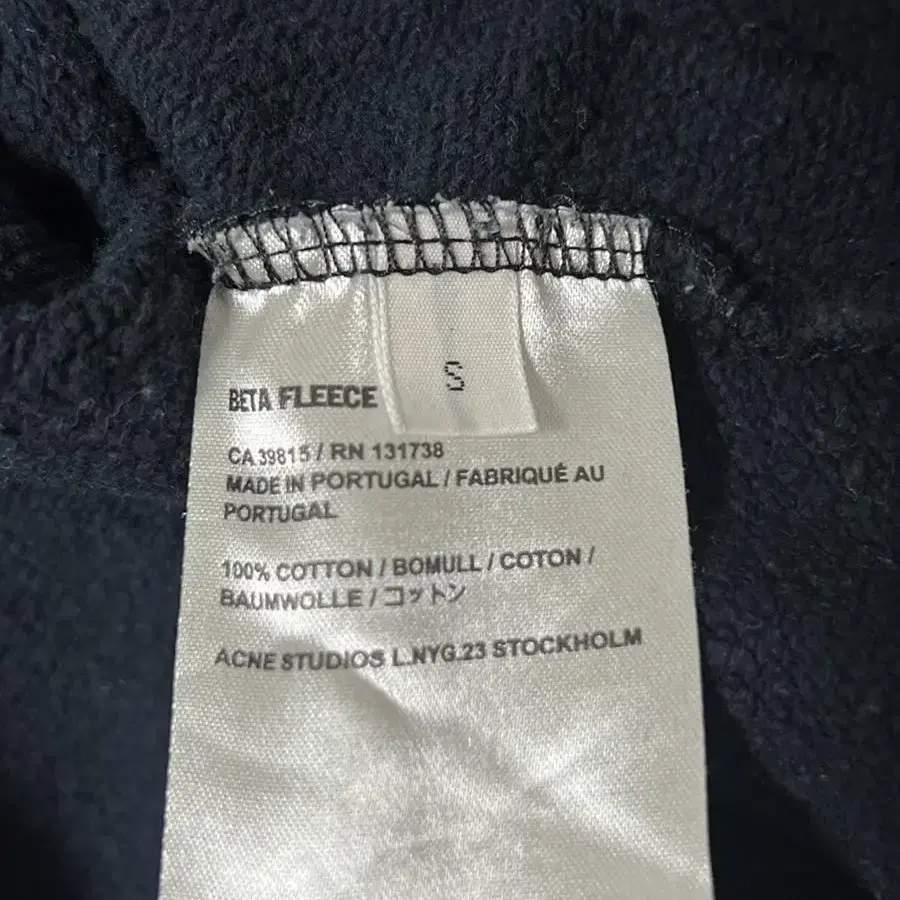 S
BETA FLEECE
CA 39815 / RN 131738
MADE IN PORTUGAL / FABRIQUÉ AU
PORTUGAL
100% COTTON / BOMULL / COTON /
BAUMWOLLE / コットン
ACNE STUDIOS L.NYG.23 STOCKHOLM